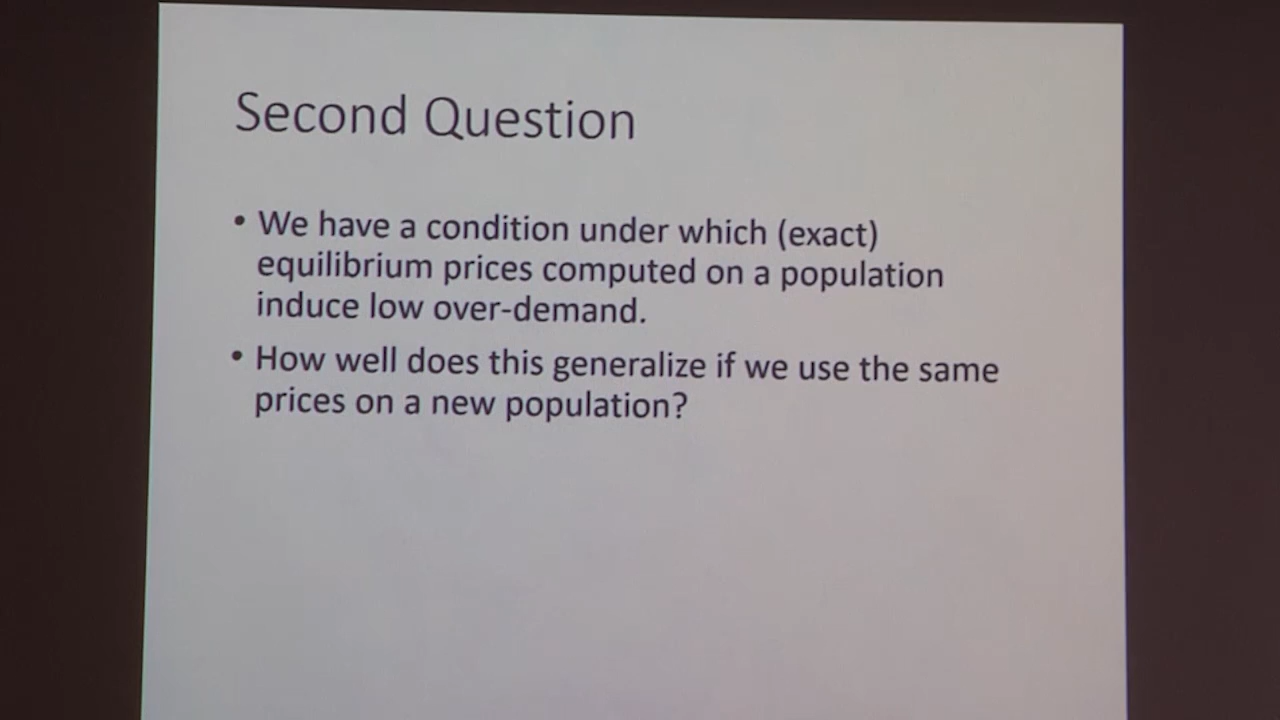 Second Question
• We have a condition under which (exact)
equilibrium prices computed on a population
induce low over-demand.
• How well does this generalize if we use the same
prices on a new population?